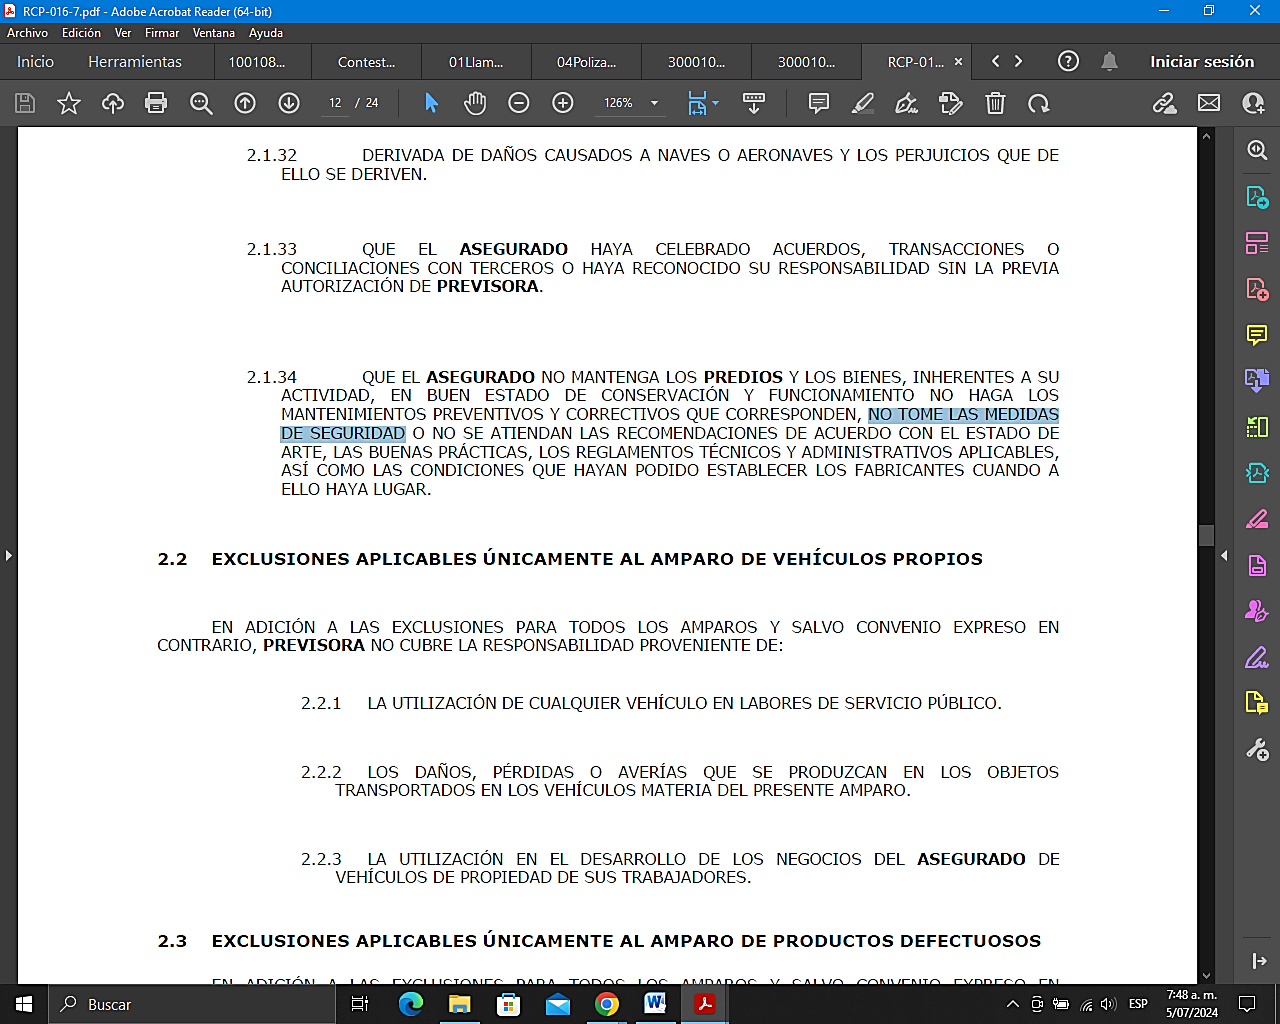 RCP-016-7.pdf - Adobe Acrobat Reader (64-bit)
Archivo Edición Ver Firmar Ventana Ayuda
Inicio Herramientas 100108... Contest... 01Llam... 04Poliza... 300010... 300010... RCP-01... × Iniciar sesión
12 / 24 126%
2.1.32 DERIVADA DE DAÑOS CAUSADOS A NAVES O AERONAVES Y LOS PERJUICIOS QUE DE
ELLO SE DERIVEN.
2.1.33 QUE EL ASEGURADO HAYA CELEBRADO ACUERDOS, TRANSACCIONES O
CONCILIACIONES CON TERCEROS O HAYA RECONOCIDO SU RESPONSABILIDAD SIN LA PREVIA
AUTORIZACIÓN DE PREVISORA.
2.1.34 QUE EL ASEGURADO NO MANTENGA LOS PREDIOS Y LOS BIENES, INHERENTES A SU
ACTIVIDAD, EN BUEN ESTADO DE CONSERVACIÓN Y FUNCIONAMIENTO NO HAGA LOS
MANTENIMIENTOS PREVENTIVOS Y CORRECTIVOS QUE CORRESPONDEN, NO TOME LAS MEDIDAS
DE SEGURIDAD O NO SE ATIENDAN LAS RECOMENDACIONES DE ACUERDO CON EL ESTADO DE
ARTE, LAS BUENAS PRÁCTICAS, LOS REGLAMENTOS TÉCNICOS Y ADMINISTRATIVOS APLICABLES,
ASÍ COMO LAS CONDICIONES QUE HAYAN PODIDO ESTABLECER LOS FABRICANTES CUANDO A
ELLO HAYA LUGAR.
2.2 EXCLUSIONES APLICABLES ÚNICAMENTE AL AMPARO DE VEHÍCULOS PROPIOS
EN ADICIÓN A LAS EXCLUSIONES PARA TODOS LOS AMPAROS Y SALVO CONVENIO EXPRESO EN
CONTRARIO, PREVISORA NO CUBRE LA RESPONSABILIDAD PROVENIENTE DE:
2.2.1 LA UTILIZACIÓN DE CUALQUIER VEHÍCULO EN LABORES DE SERVICIO PÚBLICO.
2.2.2 LOS DAÑOS, PÉRDIDAS O AVERÍAS QUE SE PRODUZCAN EN LOS OBJETOS
TRANSPORTADOS EN LOS VEHÍCULOS MATERIA DEL PRESENTE AMPARO.
2.2.3 LA UTILIZACIÓN EN EL DESARROLLO DE LOS NEGOCIOS DEL ASEGURADO DE
VEHÍCULOS DE PROPIEDAD DE SUS TRABAJADORES.
2.3 EXCLUSIONES APLICABLES ÚNICAMENTE AL AMPARO DE PRODUCTOS DEFECTUOSOS
EN ADICIÓN A LAS EXCLUSIONES PARA TODOS LOS AMPAROS Y SALVO CONVENIO EXPRESO EN
Buscar
ESP
7:48 a. m.
5/07/2024